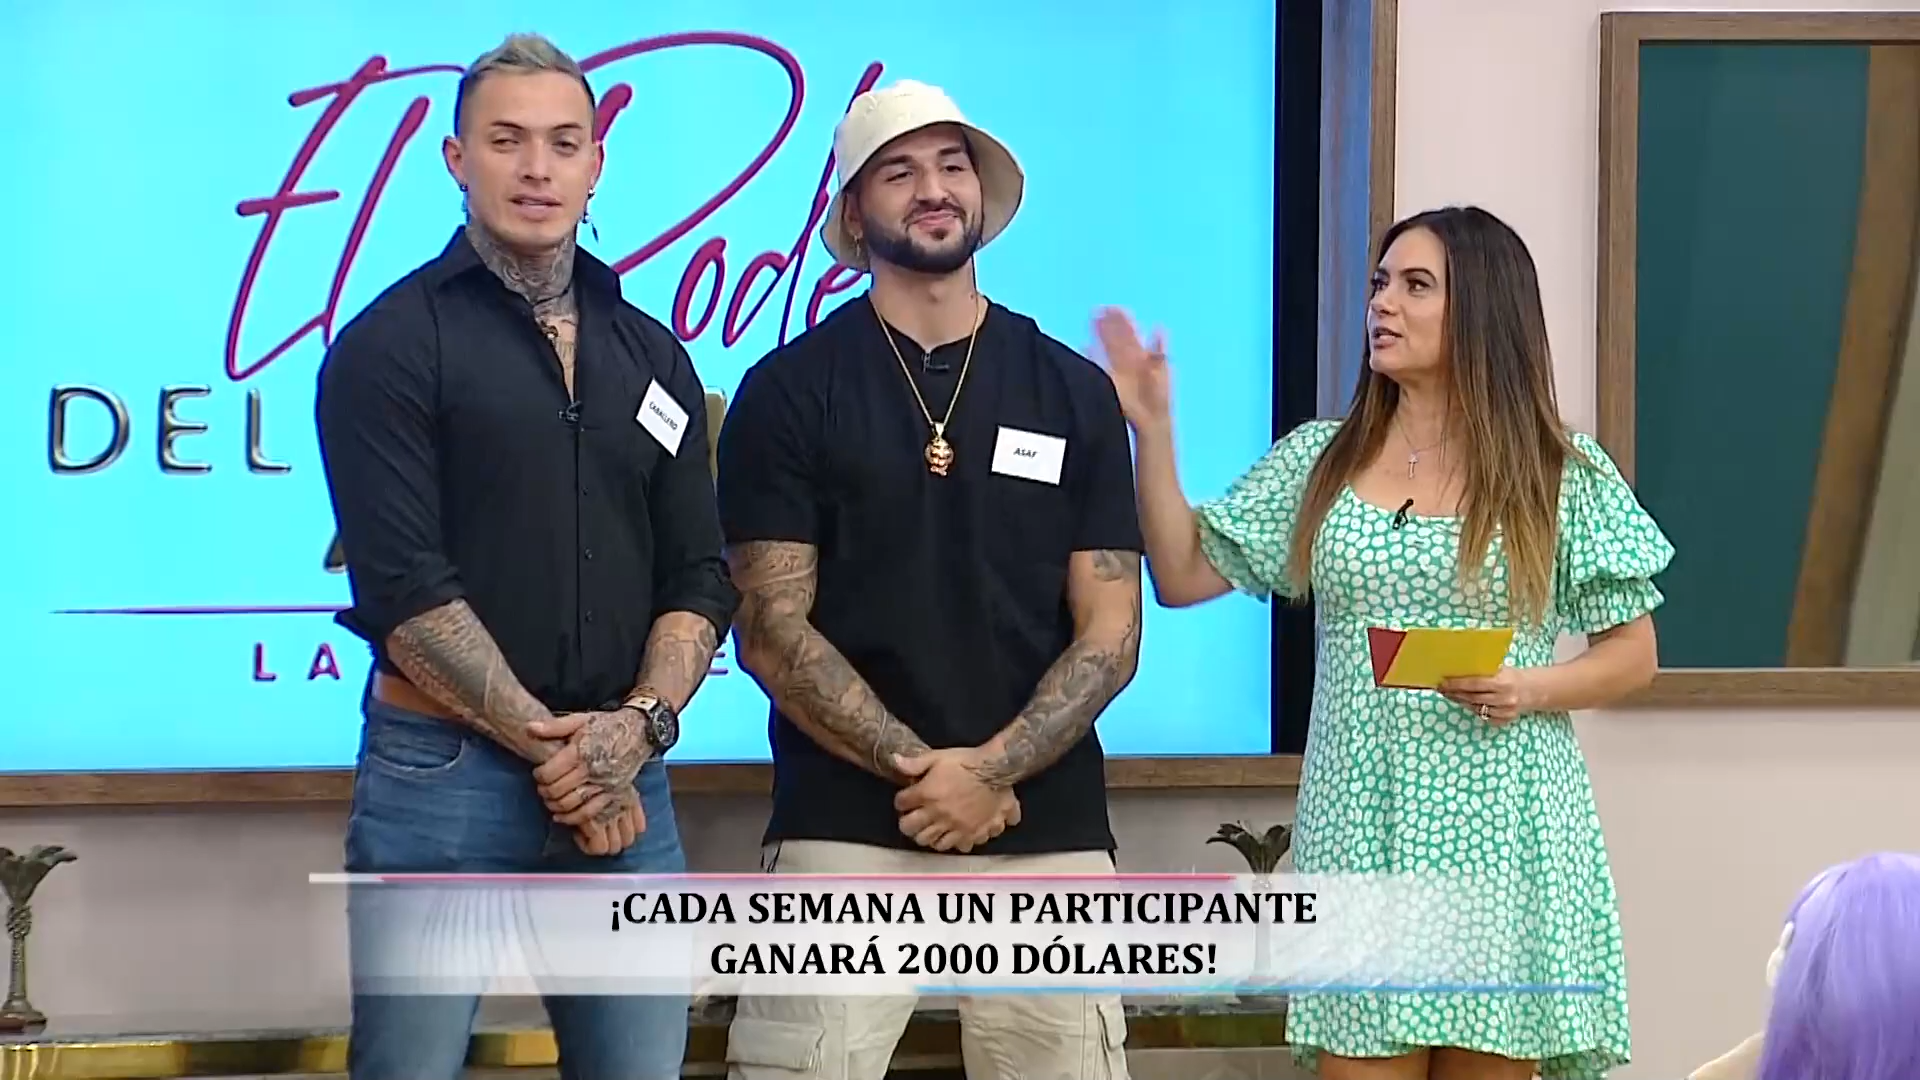 El Pode
DEL
LA
CABALLERO
ASAF
¡CADA SEMANA UN PARTICIPANTE
GANARÁ 2000 DÓLARES!